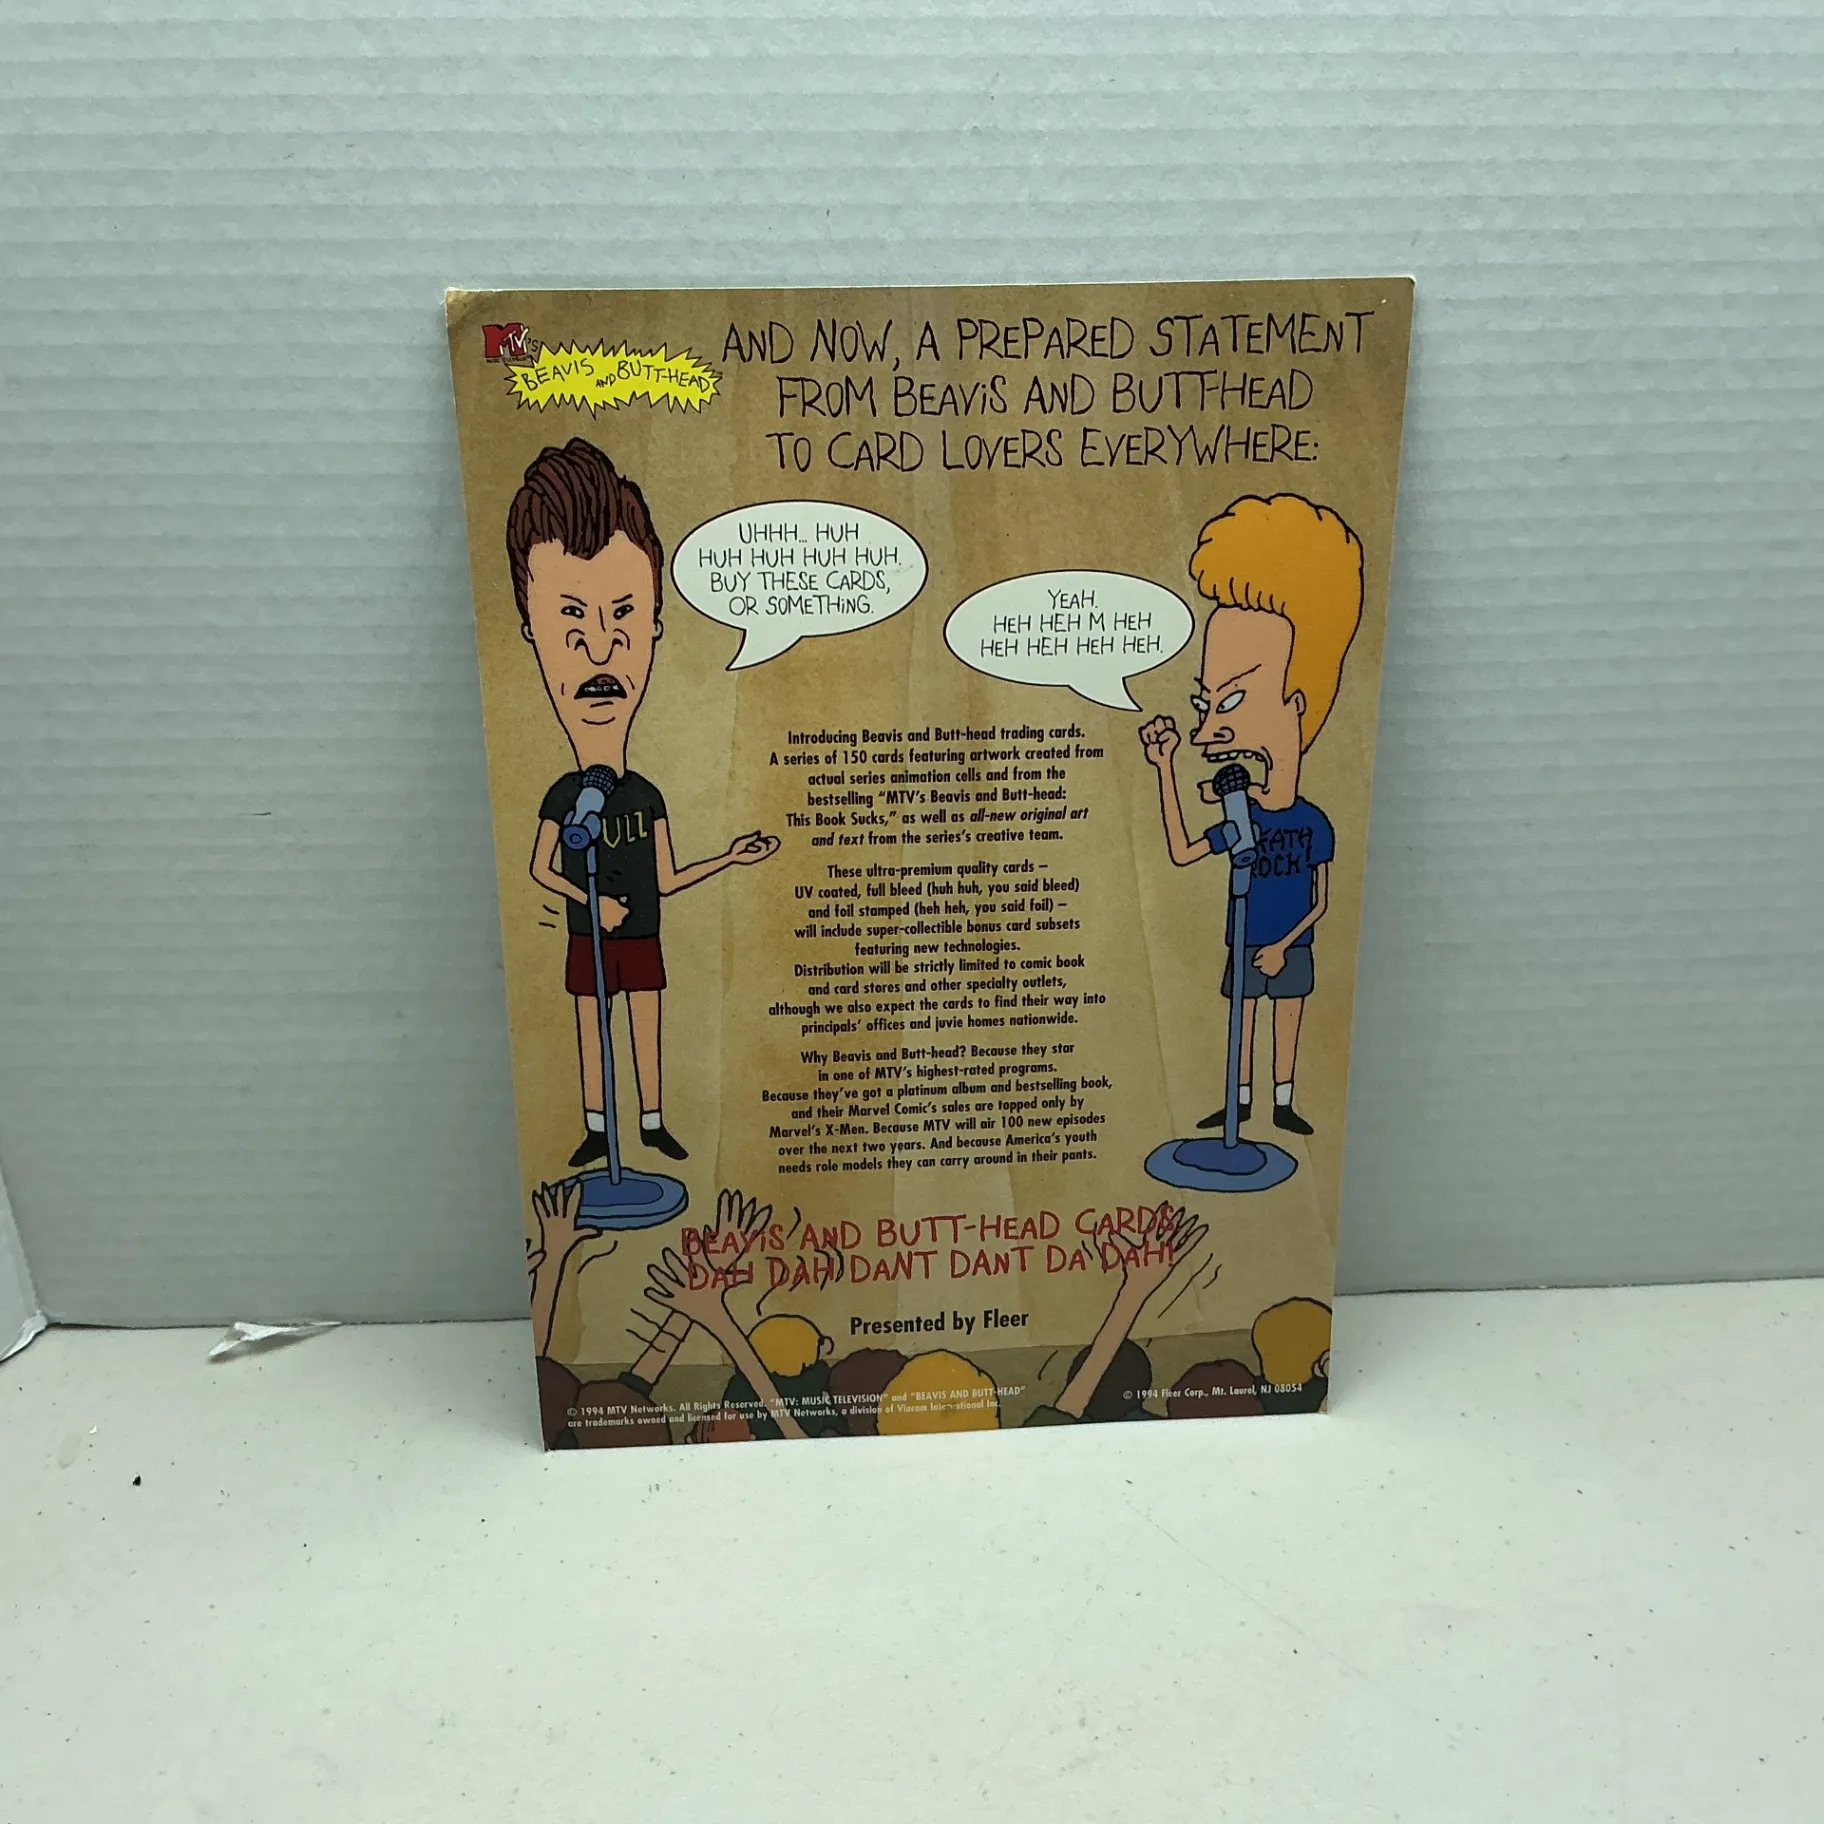 MTV's
MUSIC TELEVISION
BEAVIS AND BUTT-HEAD
AND NOW, A PREPARED STATEMENT
FROM BEAViS AND BUTT-HEAD
TO CARD LOVERS EVERYWHERE:
UHHH... HUH
HUH HUH HUH HUH.
BUY THESE CARDS,
OR SOMETHiNG.
YEAH.
HEH HEH M HEH
HEH HEH HEH HEH.
ULL
EATH
ROCK!
Introducing Beavis and Butt-head trading cards.
A series of 150 cards featuring artwork created from
actual series animation cells and from the
bestselling "MTV's Beavis and Butt-head:
This Book Sucks," as well as all-new original art
and text from the series's creative team.
These ultra-premium quality cards –
UV coated, full bleed (huh huh, you said bleed)
and foil stamped (heh heh, you said foil) –
will include super-collectible bonus card subsets
featuring new technologies.
Distribution will be strictly limited to comic book
and card stores and other specialty outlets,
although we also expect the cards to find their way into
principals' offices and juvie homes nationwide.
Why Beavis and Butt-head? Because they star
in one of MTV's highest-rated programs.
Because they've got a platinum album and bestselling book,
and their Marvel Comic's sales are topped only by
Marvel's X-Men. Because MTV will air 100 new episodes
over the next two years. And because America's youth
needs role models they can carry around in their pants.
BEAViS AND BUTT-HEAD CARDS
DAH DAH DANT DANT DA DAH!
Presented by Fleer
© 1994 MTV Networks. All Rights Reserved. "MTV: MUSIC TELEVISION" and "BEAVIS AND BUTT-HEAD"
are trademarks owned and licensed for use by MTV Networks, a division of Viacom International Inc.
© 1994 Fleer Corp., Mt. Laurel, NJ 08054